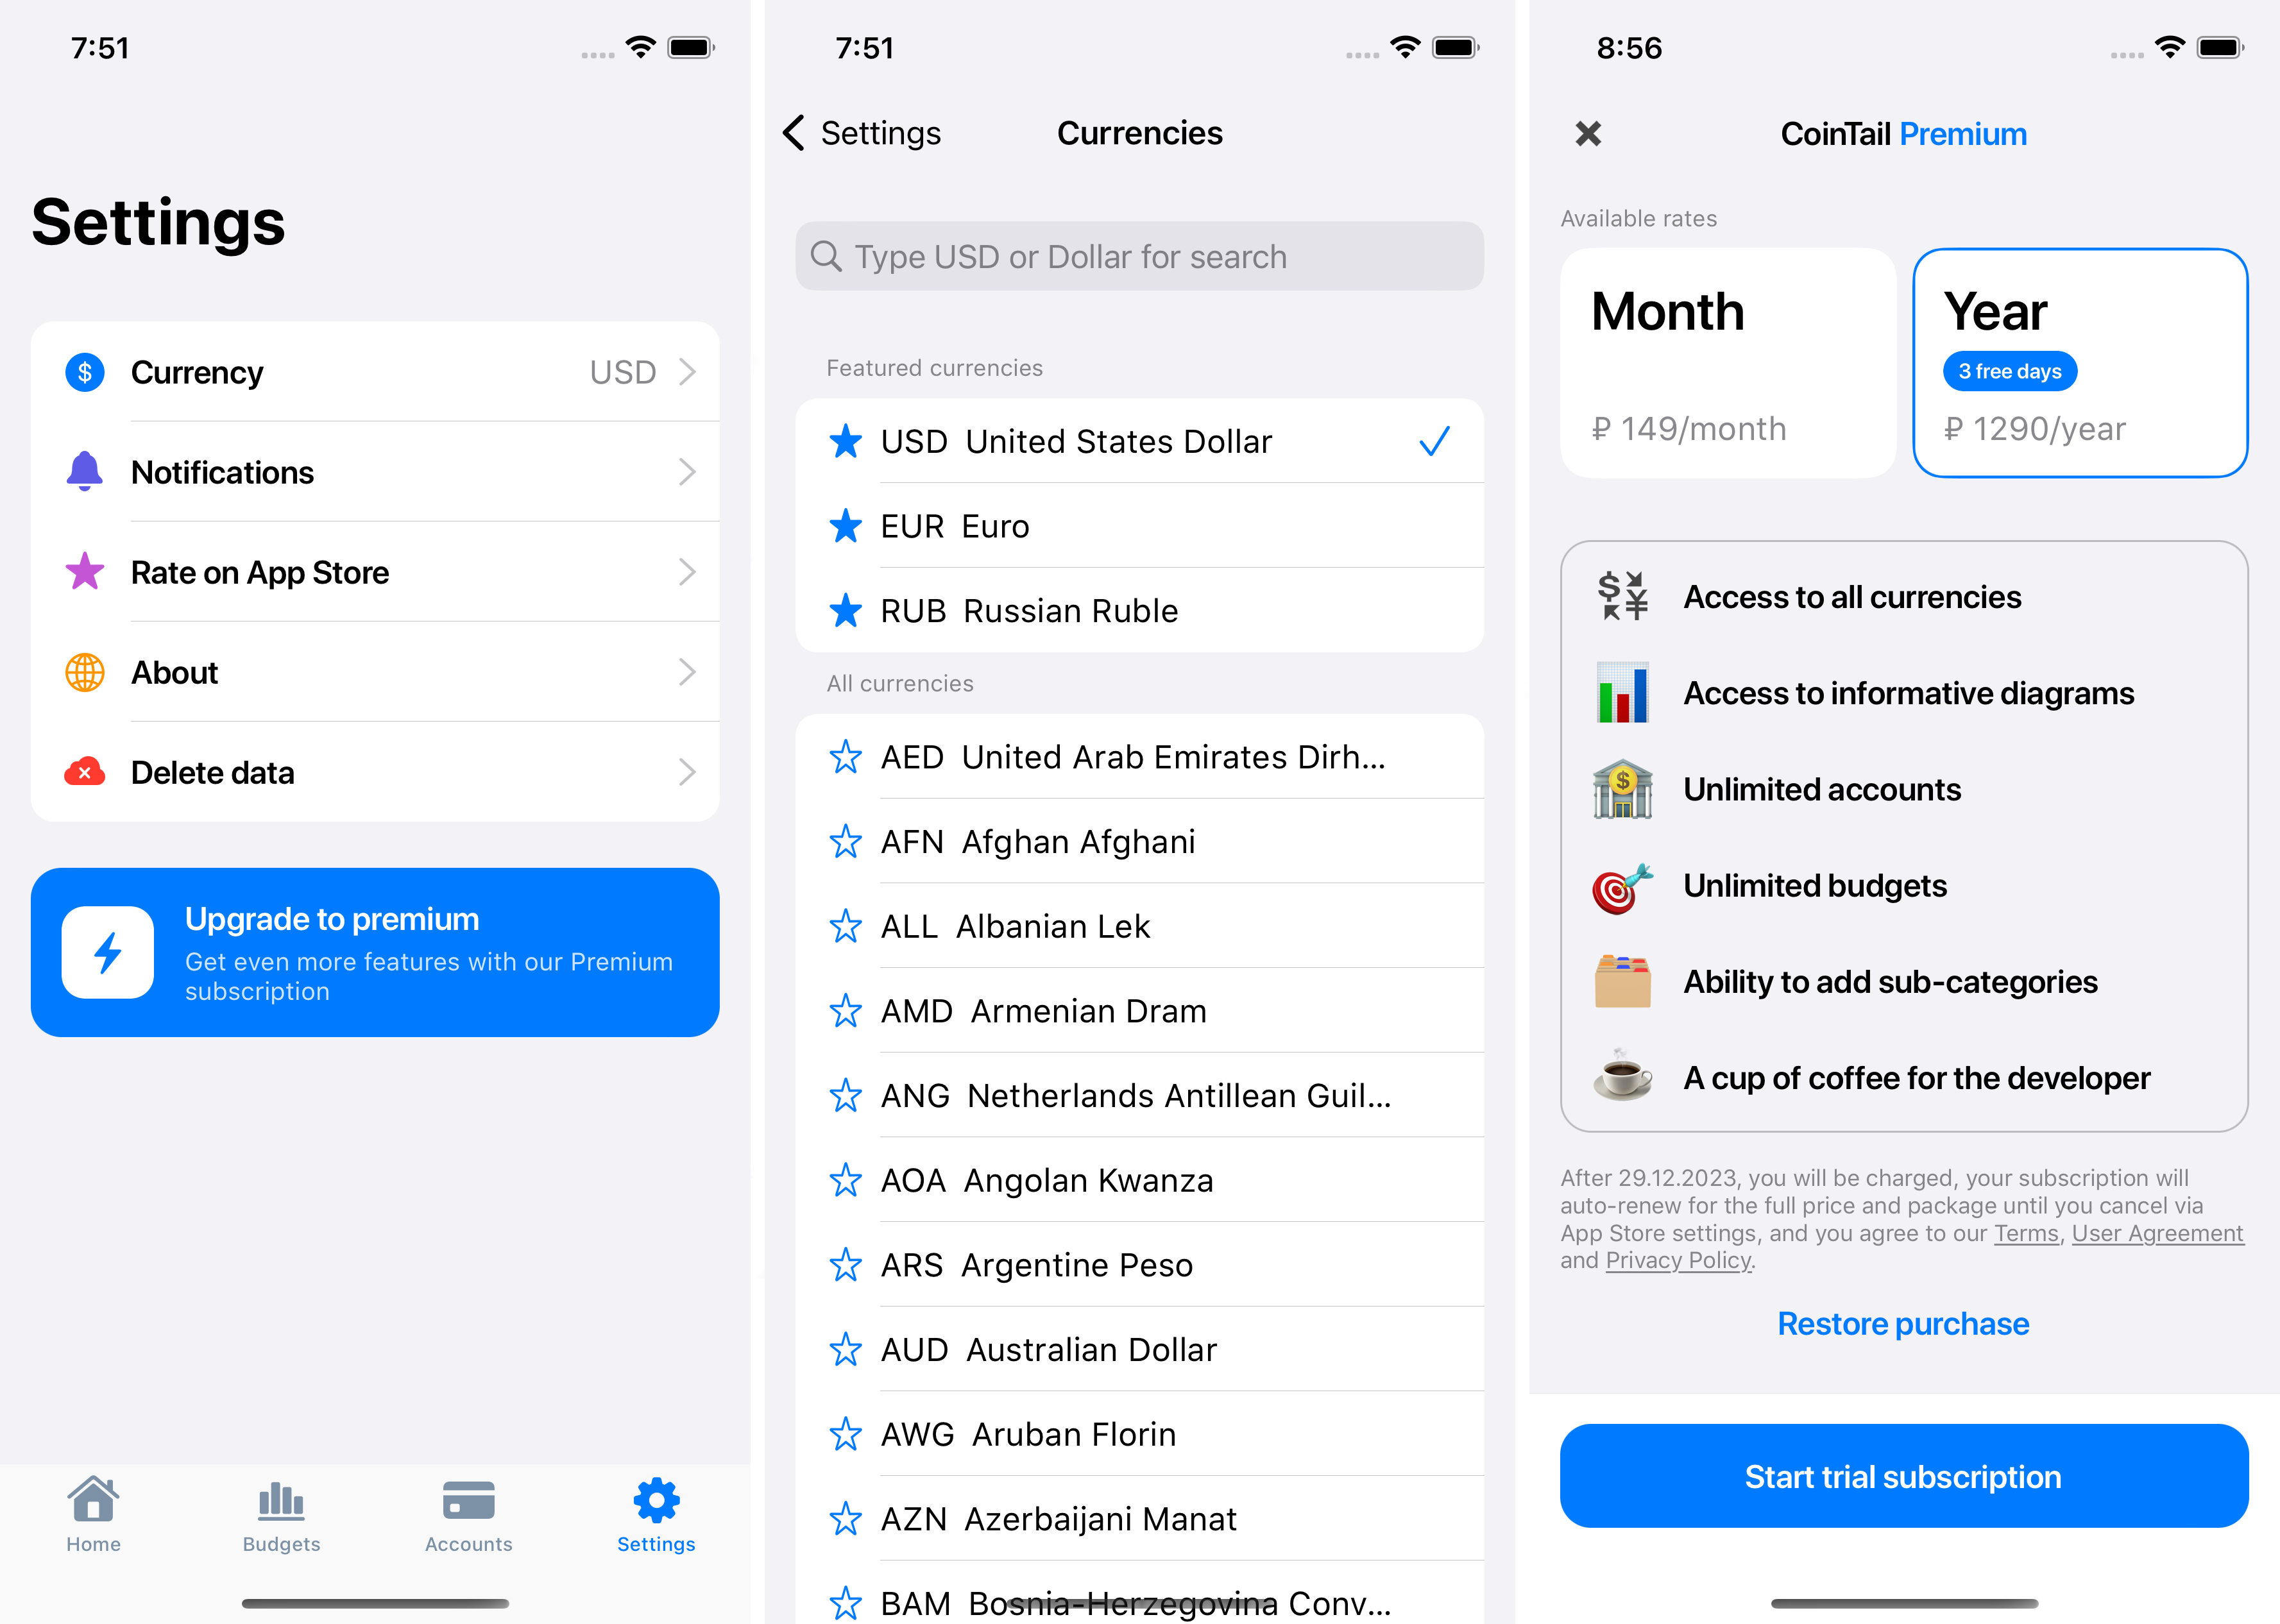 7:51
Settings
Currency USD
Notifications
Rate on App Store
About
Delete data
Upgrade to premium
Get even more features with our Premium
subscription
Home Budgets Accounts Settings
7:51
Settings Currencies
Type USD or Dollar for search
Featured currencies
USD United States Dollar
EUR Euro
RUB Russian Ruble
All currencies
AED United Arab Emirates Dirh...
AFN Afghan Afghani
ALL Albanian Lek
AMD Armenian Dram
ANG Netherlands Antillean Guil...
AOA Angolan Kwanza
ARS Argentine Peso
AUD Australian Dollar
AWG Aruban Florin
AZN Azerbaijani Manat
BAM Bosnia-Herzegovina Conv...
8:56
CoinTail Premium
Available rates
Month
₽ 149/month
Year
3 free days
₽ 1290/year
Access to all currencies
Access to informative diagrams
Unlimited accounts
Unlimited budgets
Ability to add sub-categories
A cup of coffee for the developer
After 29.12.2023, you will be charged, your subscription will
auto-renew for the full price and package until you cancel via
App Store settings, and you agree to our Terms, User Agreement
and Privacy Policy.
Restore purchase
Start trial subscription